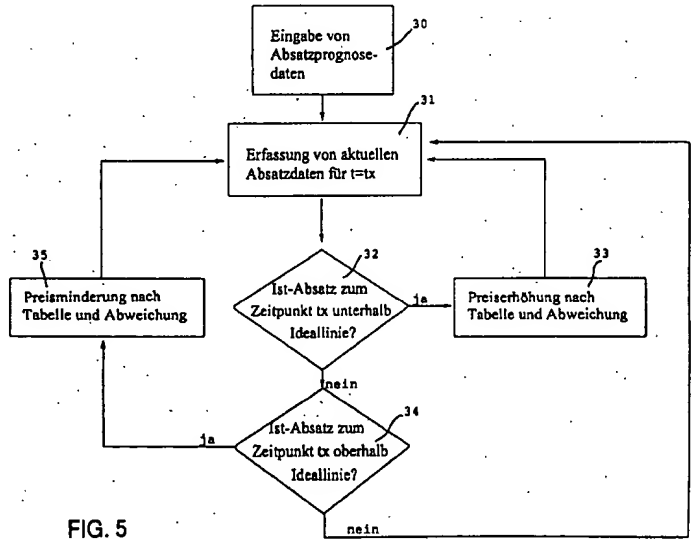 30
Eingabe von
Absatzprognose-
daten
31
Erfassung von aktuellen
Absatzdaten für t=tx
32
Ist-Absatz zum
Zeitpunkt tx unterhalb
Ideallinie?
ja
33
Preiserhöhung nach
Tabelle und Abweichung
35
Preisminderung nach
Tabelle und Abweichung
nein
34
Ist-Absatz zum
Zeitpunkt tx oberhalb
Ideallinie?
ja
nein
FIG. 5